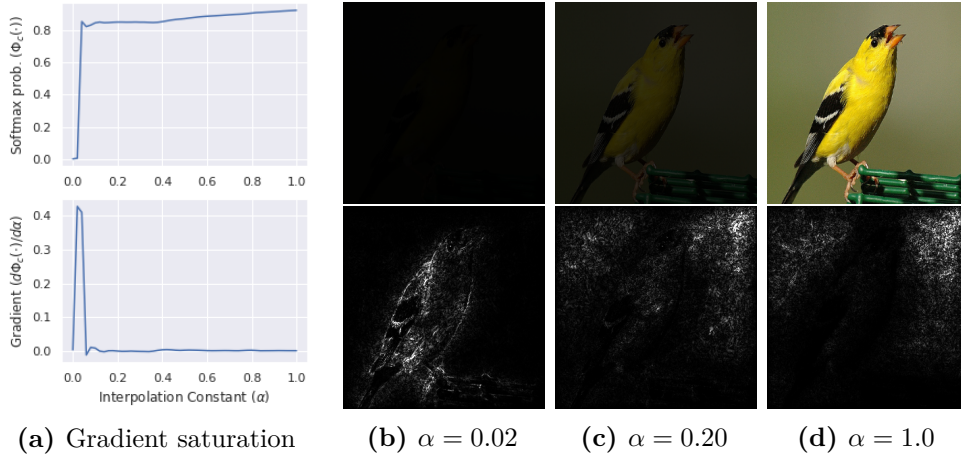 Softmax prob. (Φc(·))
0.8
0.6
0.4
0.2
0.0
0.0 0.2 0.4 0.6 0.8 1.0
Gradient (dΦc(·)/dα)
0.4
0.3
0.2
0.1
0.0
0.0 0.2 0.4 0.6 0.8 1.0
Interpolation Constant (α)
(a) Gradient saturation
(b) α = 0.02
(c) α = 0.20
(d) α = 1.0